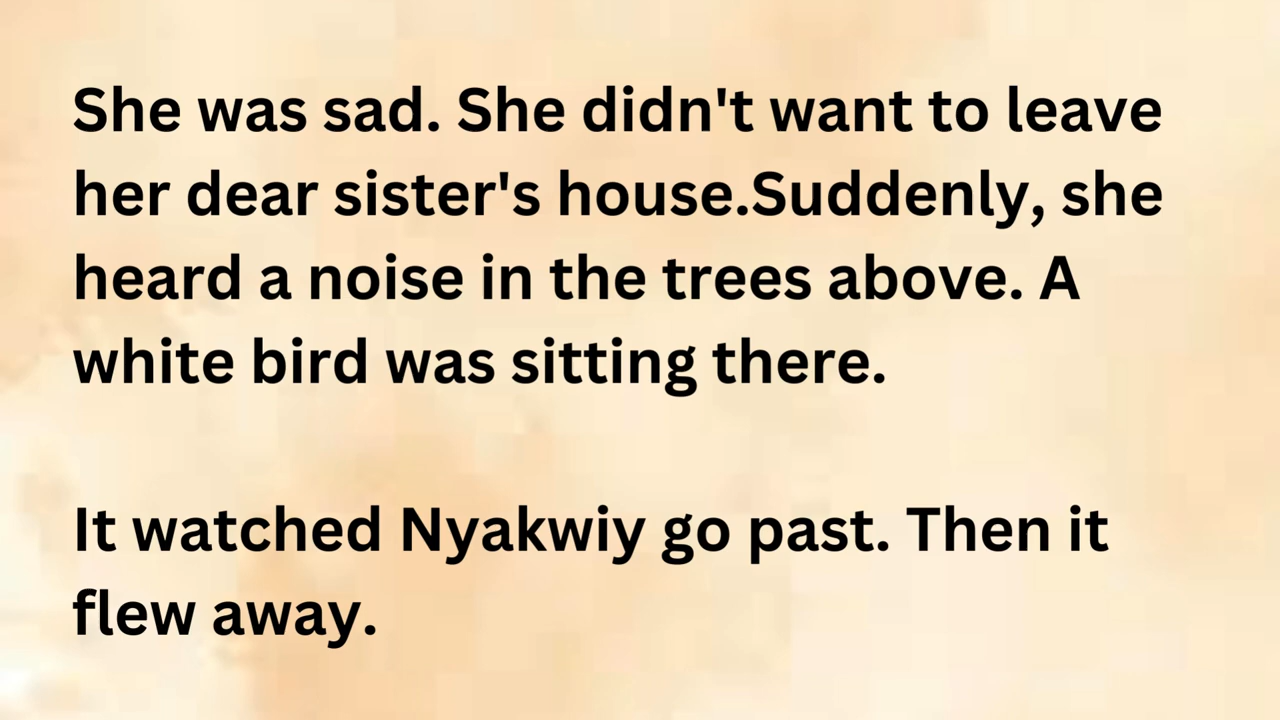 She was sad. She didn't want to leave
her dear sister's house.Suddenly, she
heard a noise in the trees above. A
white bird was sitting there.
It watched Nyakwiy go past. Then it
flew away.